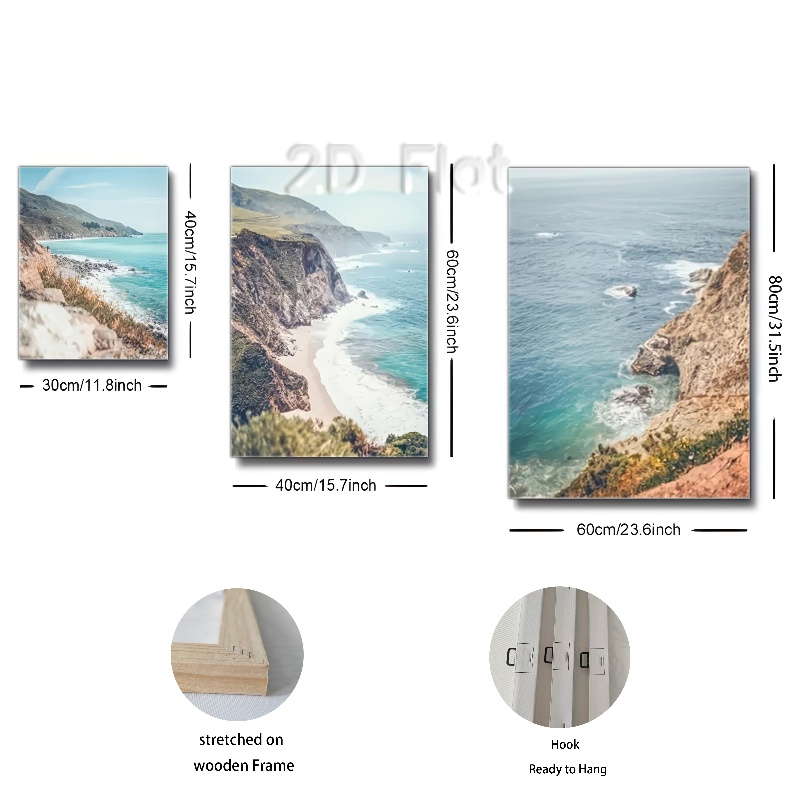 2D Flat
40cm/15.7inch
60cm/23.6inch
80cm/31.5inch
30cm/11.8inch
40cm/15.7inch
60cm/23.6inch
stretched on
wooden Frame
Hook
Ready to Hang